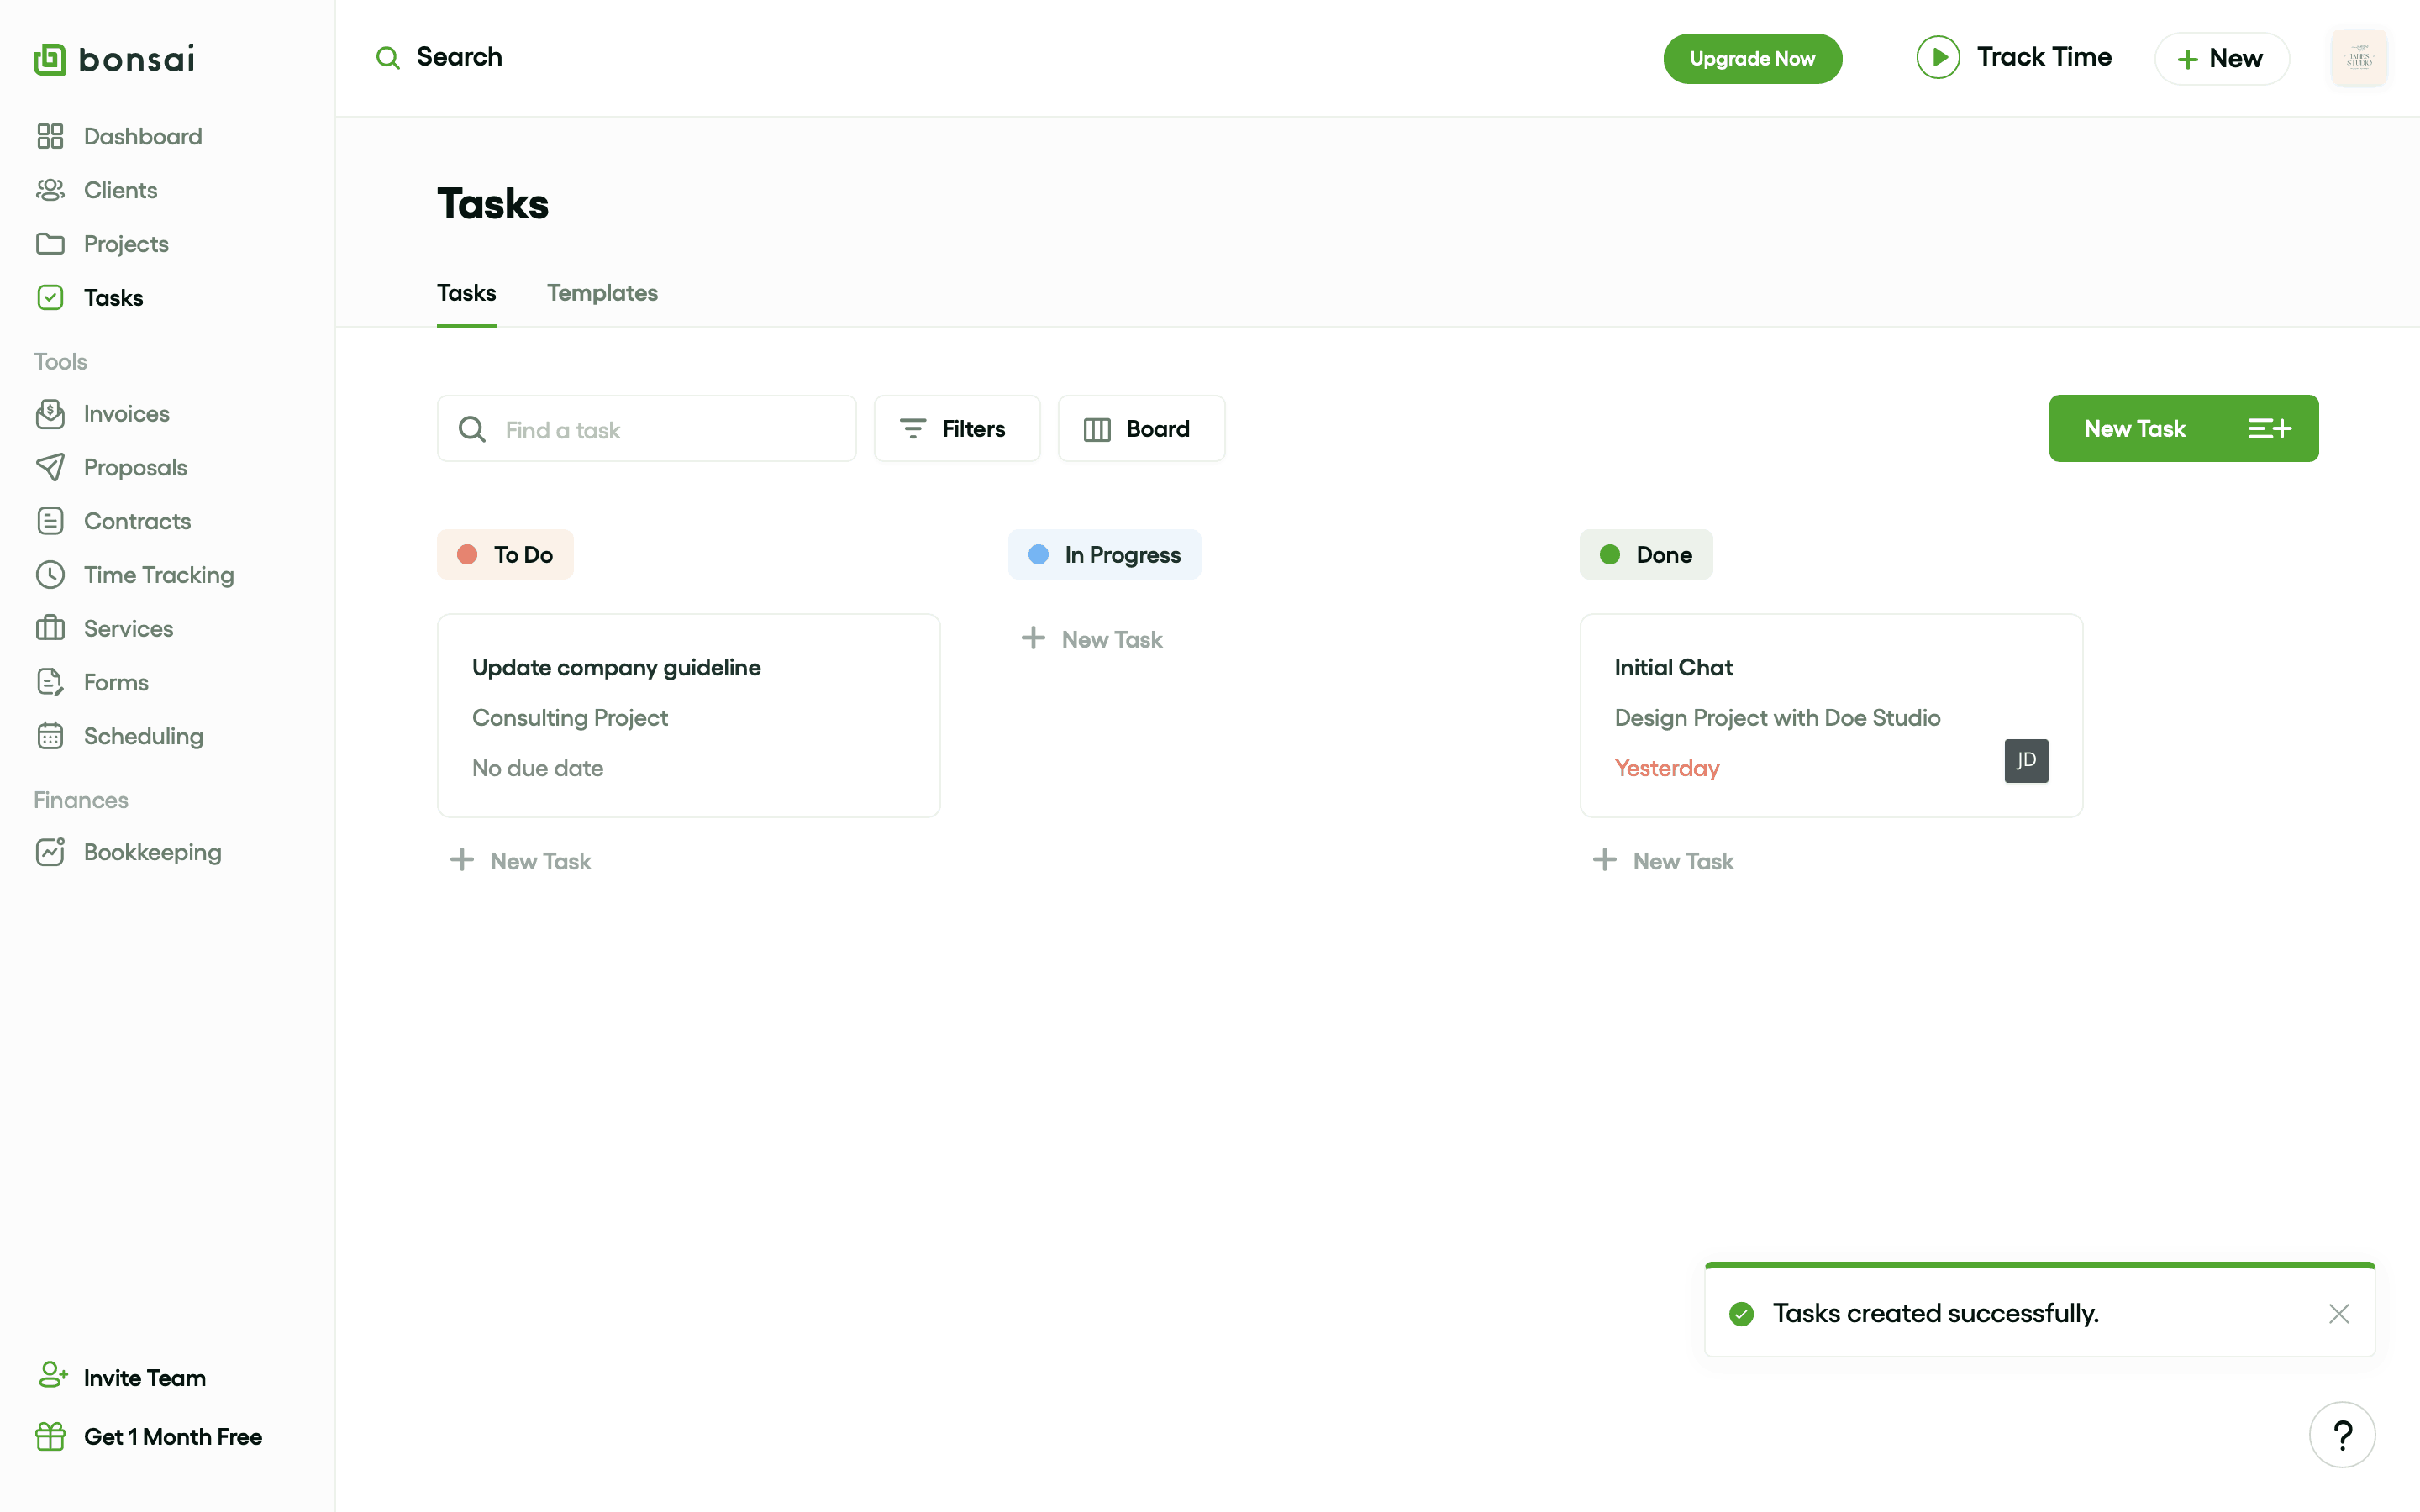 bonsai
Search
Upgrade Now
Track Time
New
Dashboard
Clients
Projects
Tasks
Tools
Invoices
Proposals
Contracts
Time Tracking
Services
Forms
Scheduling
Finances
Bookkeeping
Invite Team
Get 1 Month Free
Tasks
Tasks
Templates
Find a task
Filters
Board
New Task
To Do
Update company guideline
Consulting Project
No due date
New Task
In Progress
New Task
Done
Initial Chat
Design Project with Doe Studio
Yesterday
JD
New Task
Tasks created successfully.
?